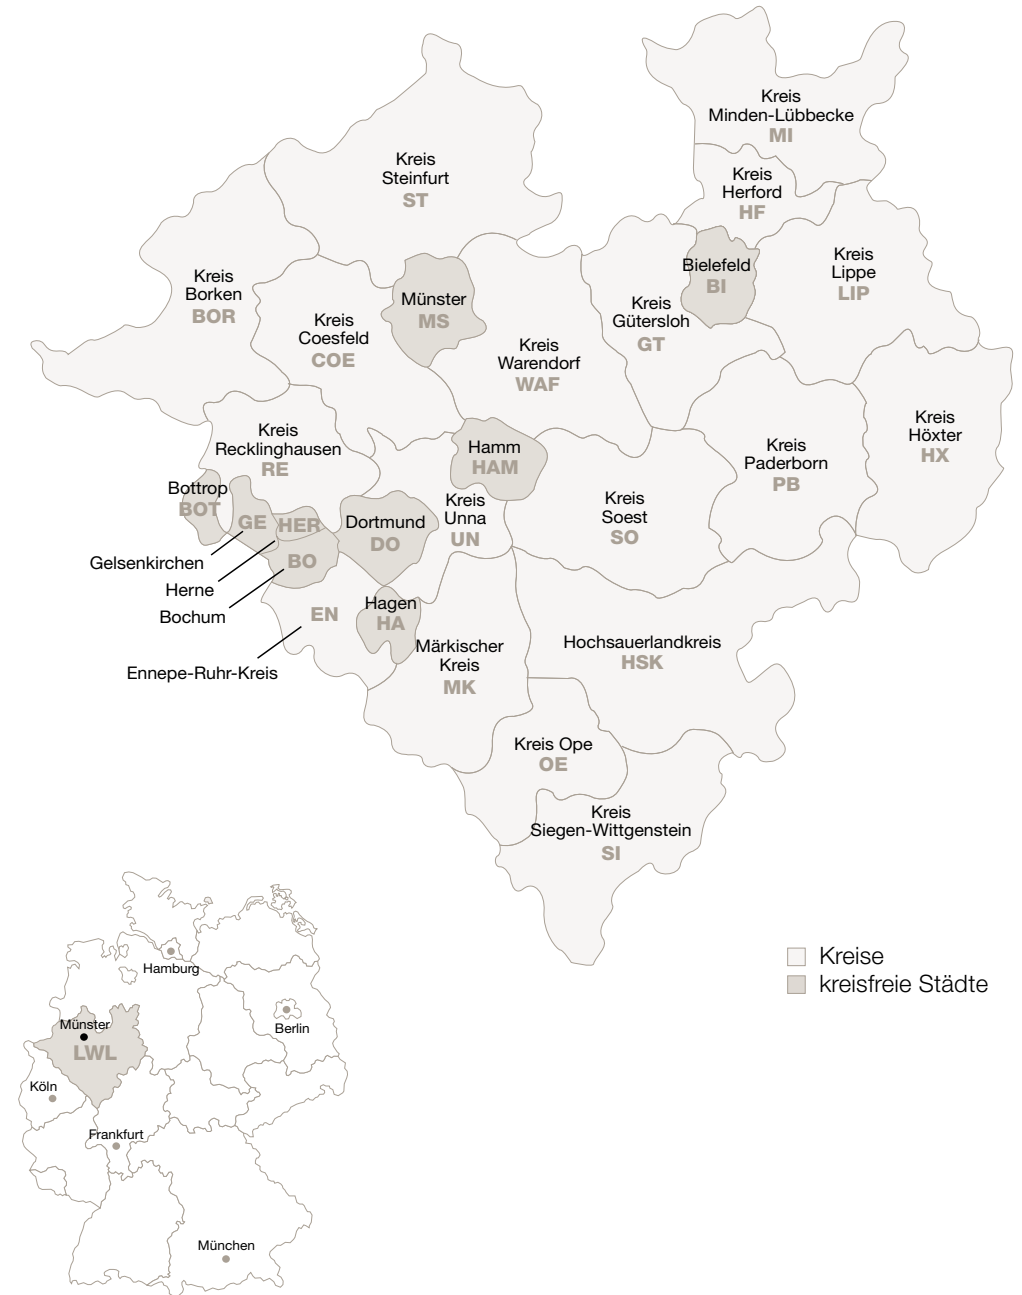 Kreis
Minden-Lübbecke
MI
Kreis
Steinfurt
ST
Kreis
Herford
HF
Kreis
Borken
BOR
Münster
MS
Bielefeld
BI
Kreis
Lippe
LIP
Kreis
Coesfeld
COE
Kreis
Gütersloh
GT
Kreis
Warendorf
WAF
Kreis
Recklinghausen
RE
Hamm
HAM
Kreis
Höxter
HX
Kreis
Paderborn
PB
Bottrop
BOT
GE
HER
BO
Dortmund
DO
Kreis
Unna
UN
Kreis
Soest
SO
Gelsenkirchen
Herne
Bochum
EN
Hagen
HA
Ennepe-Ruhr-Kreis
Märkischer
Kreis
MK
Hochsauerlandkreis
HSK
Kreis Ope
OE
Kreis
Siegen-Wittgenstein
SI
Kreise
kreisfreie Städte
Hamburg
Berlin
Münster
LWL
Köln
Frankfurt
München